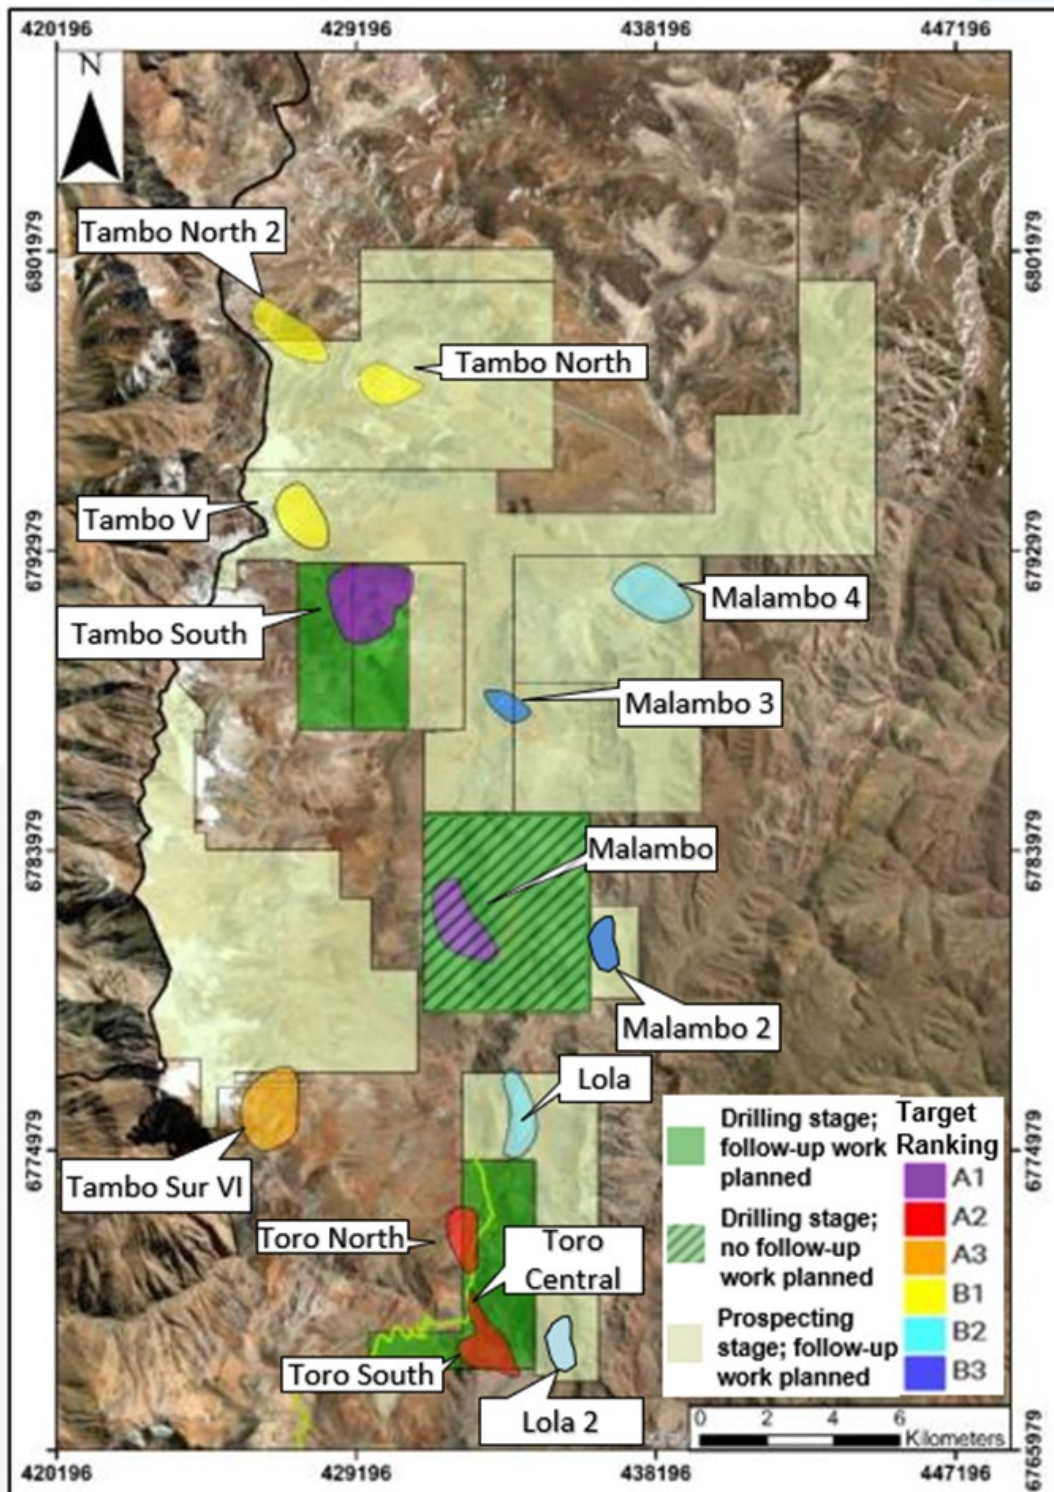 420196 429196 438196 447196
N
6801979 6801979
Tambo North 2
Tambo North
Tambo V
6792979 6792979
Malambo 4
Tambo South
Malambo 3
6783979 6783979
Malambo
Malambo 2
Lola
6774979 6774979
Tambo Sur VI
Toro North
Toro
Central
Toro South
Lola 2
Drilling stage;
follow-up work
planned
Drilling stage;
no follow-up
work planned
Prospecting
stage; follow-up
work planned
Target
Ranking
A1
A2
A3
B1
B2
B3
0 2 4 6
Kilometers
6765979
420196 429196 438196 447196